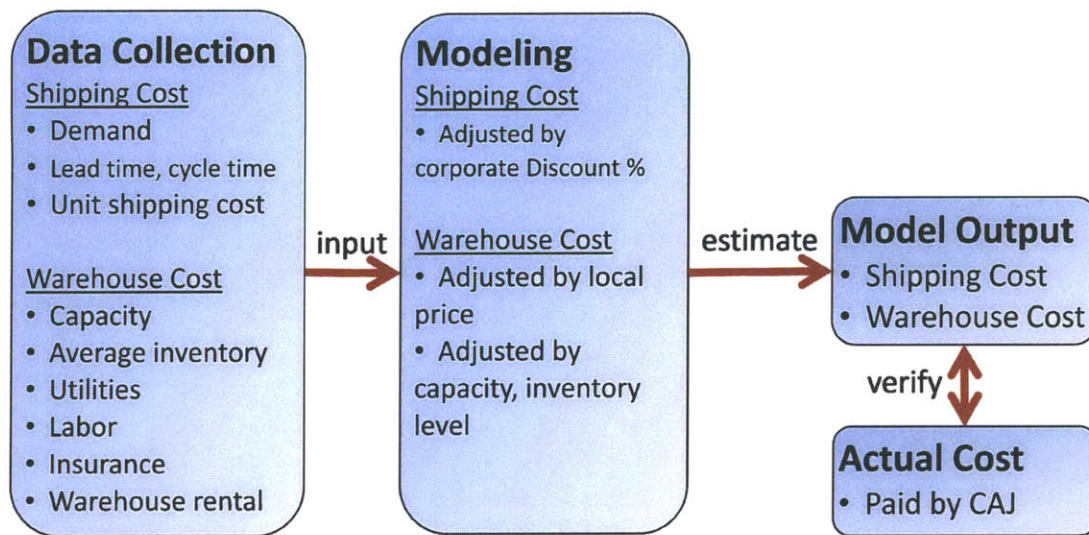 Data Collection
Shipping Cost
• Demand
• Lead time, cycle time
• Unit shipping cost
Warehouse Cost
• Capacity
• Average inventory
• Utilities
• Labor
• Insurance
• Warehouse rental
input
Modeling
Shipping Cost
• Adjusted by
corporate Discount %
Warehouse Cost
• Adjusted by local
price
• Adjusted by
capacity, inventory
level
estimate
Model Output
• Shipping Cost
• Warehouse Cost
verify
Actual Cost
• Paid by CAJ